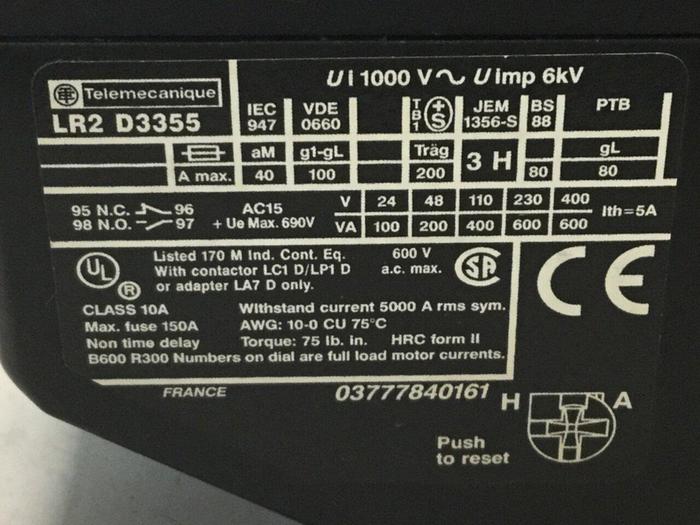 Telemecanique
LR2 D3355
U i 1000 V ~ U imp 6kV
IEC 947 VDE 0660 TB1 +S JEM 1356-S BS 88 PTB
aM g1-gL Träg 3 H gL
A max. 40 100 200 80 80
95 N.C. 96 AC15 V 24 48 110 230 400 Ith=5A
98 N.O. 97 + Ue Max. 690V VA 100 200 400 600 600
UL ® Listed 170 M Ind. Cont. Eq. 600 V SA
With contactor LC1 D/LP1 D a.c. max.
or adapter LA7 D only.
CE
CLASS 10A Withstand current 5000 A rms sym.
Max. fuse 150A AWG: 10-0 CU 75°C
Non time delay Torque: 75 lb. in. HRC form II
B600 R300 Numbers on dial are full load motor currents.
FRANCE 03777840161
H A
Push
to reset